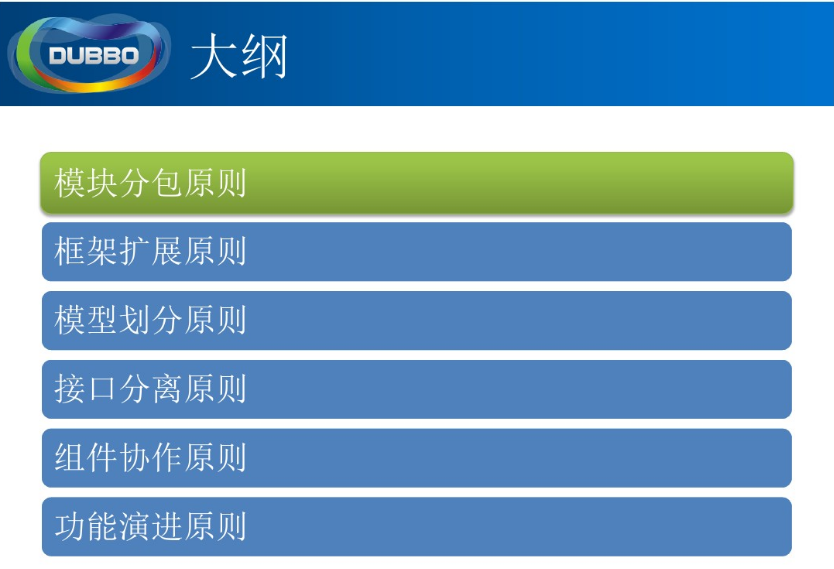 DUBBO
大纲
模块分包原则
框架扩展原则
模型划分原则
接口分离原则
组件协作原则
功能演进原则